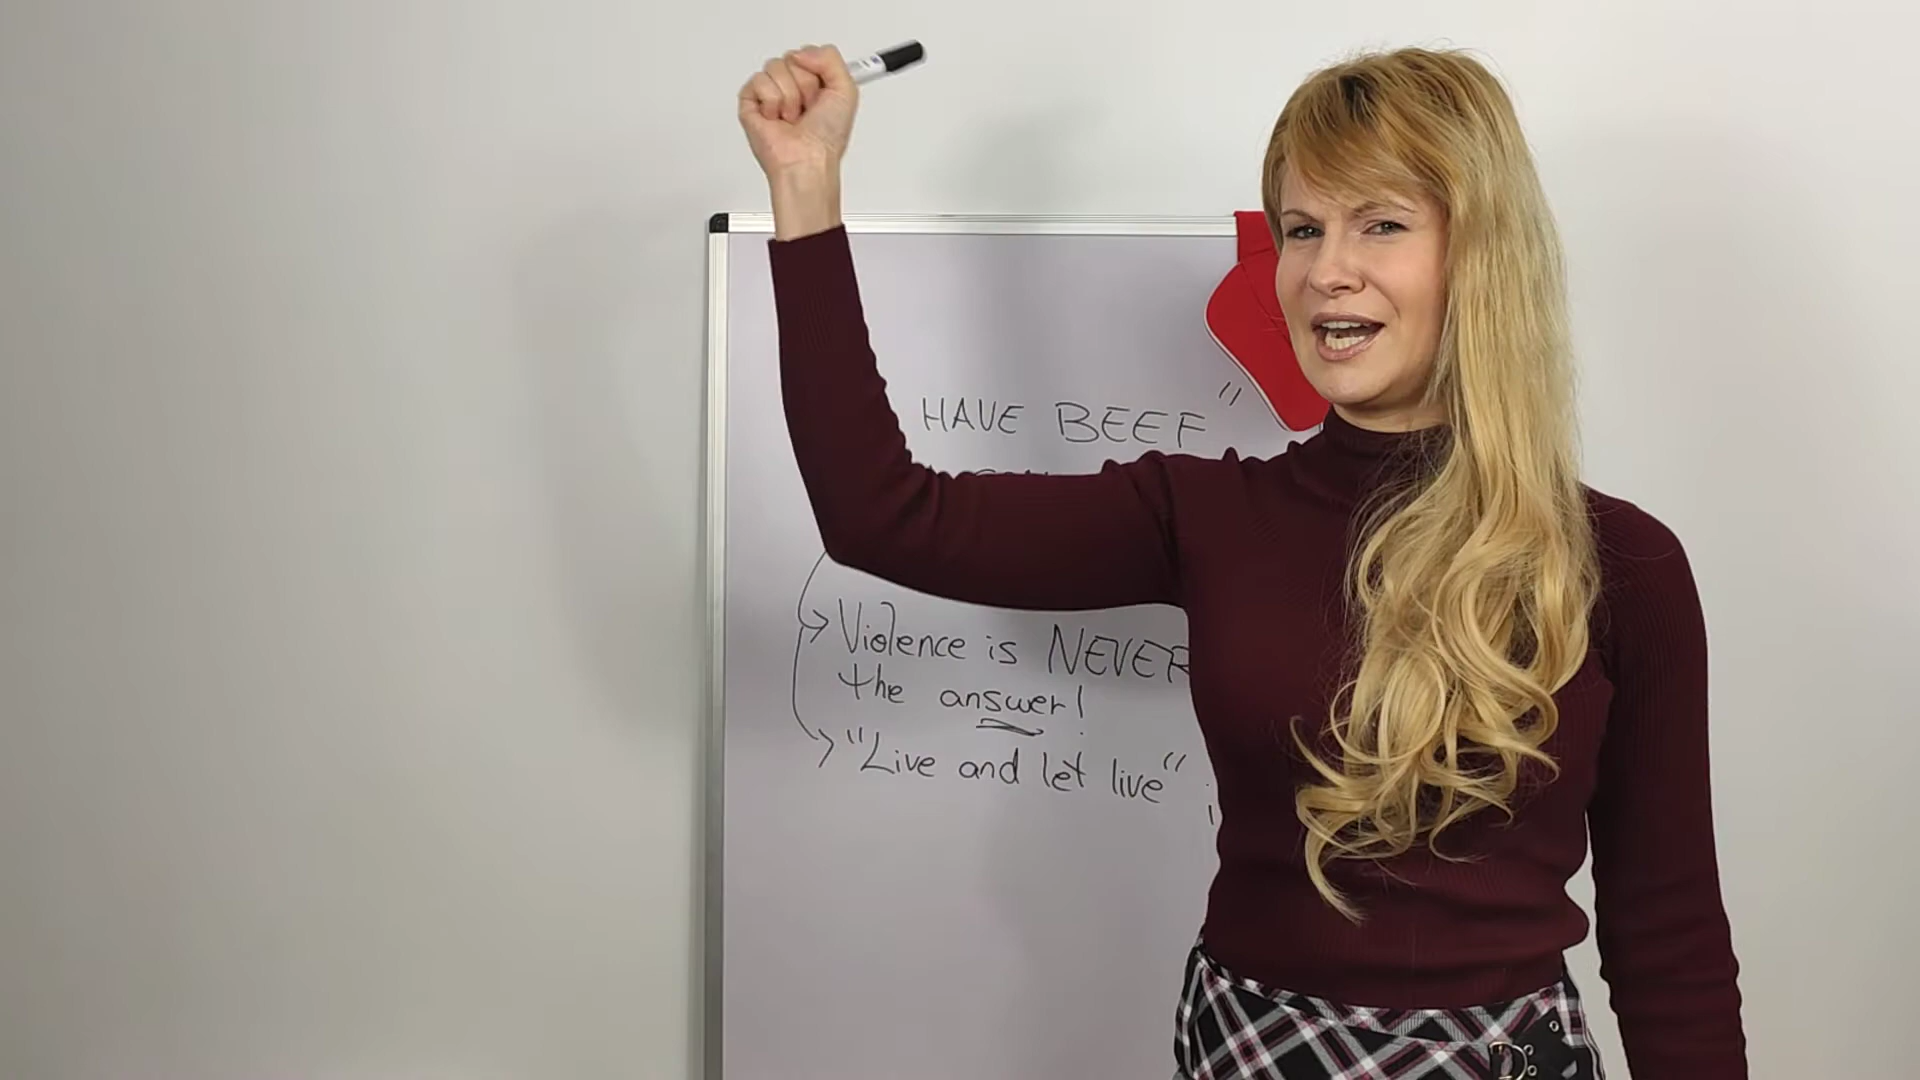 HAVE BEEF"
Violence is NEVER
the answer!
"Live and let live"